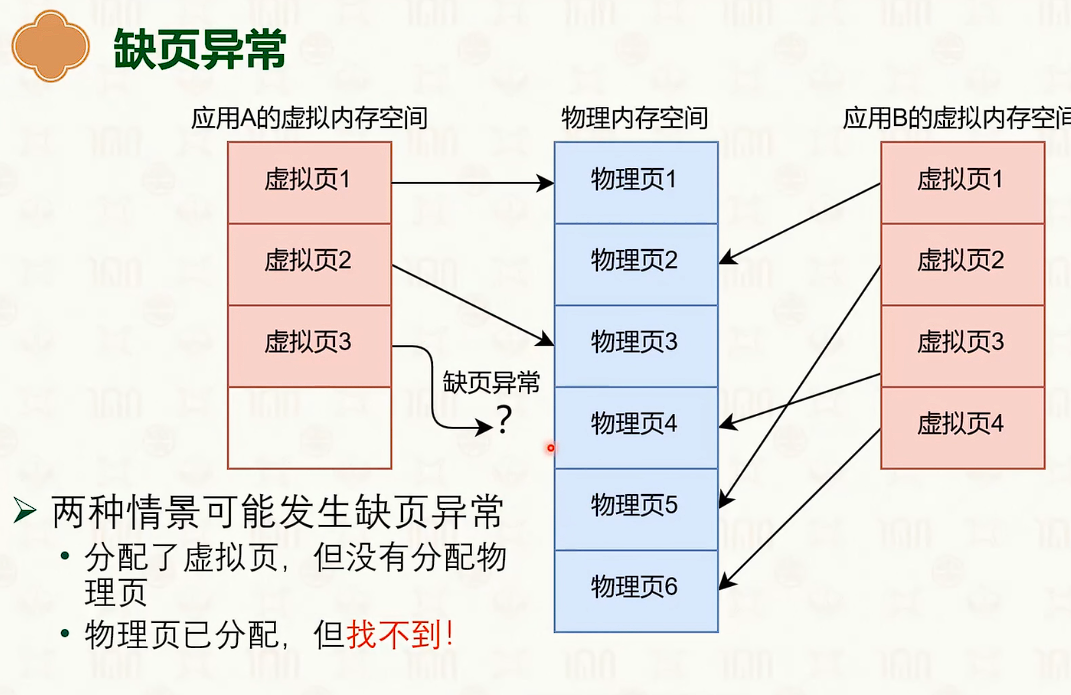 缺页异常
应用A的虚拟内存空间
物理内存空间
应用B的虚拟内存空间
虚拟页1
虚拟页2
虚拟页3
缺页异常
?
物理页1
物理页2
物理页3
物理页4
物理页5
物理页6
虚拟页1
虚拟页2
虚拟页3
虚拟页4
两种情景可能发生缺页异常
• 分配了虚拟页，但没有分配物
理页
• 物理页已分配，但找不到！